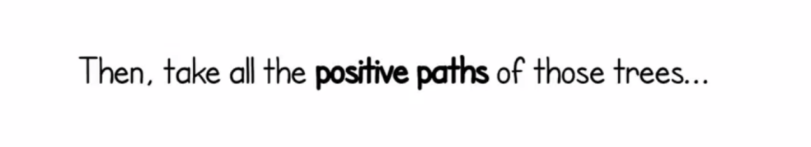 Then, take all the positive paths of those trees...